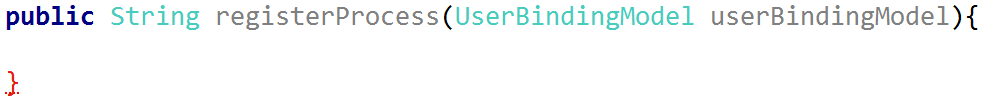 public String registerProcess(UserBindingModel userBindingModel){
}